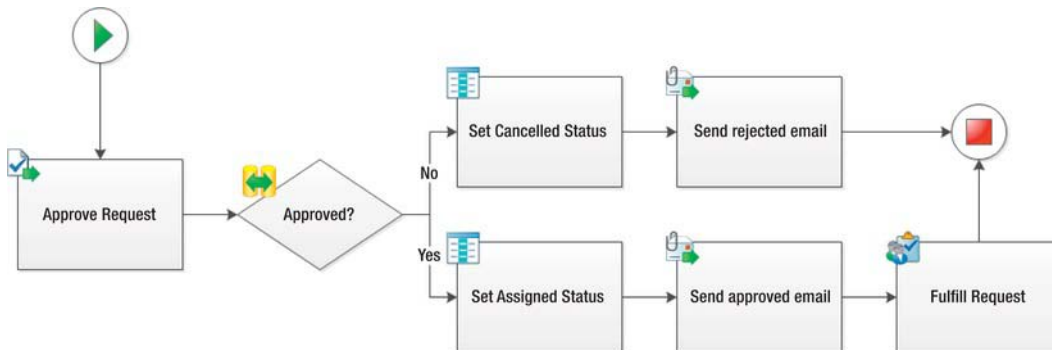 Approve Request
Approved?
No
Set Cancelled Status
Send rejected email
Yes
Set Assigned Status
Send approved email
Fulfill Request